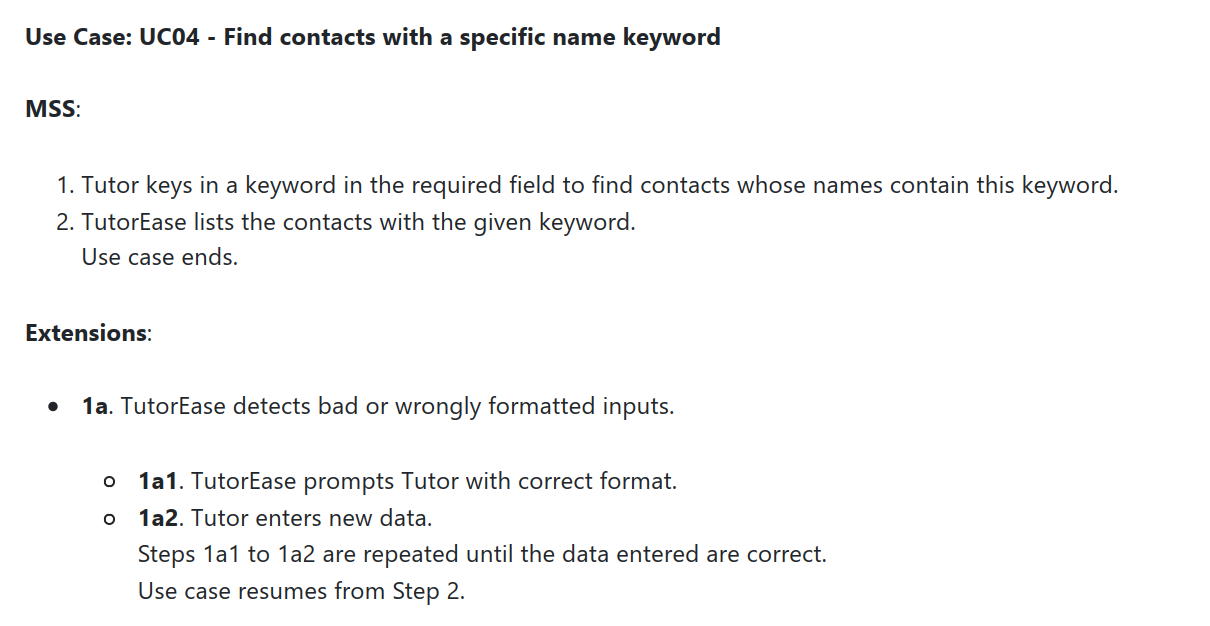 Use Case: UC04 - Find contacts with a specific name keyword
MSS:
1. Tutor keys in a keyword in the required field to find contacts whose names contain this keyword.
2. TutorEase lists the contacts with the given keyword.
Use case ends.
Extensions:
• 1a. TutorEase detects bad or wrongly formatted inputs.
○ 1a1. TutorEase prompts Tutor with correct format.
○ 1a2. Tutor enters new data.
Steps 1a1 to 1a2 are repeated until the data entered are correct.
Use case resumes from Step 2.